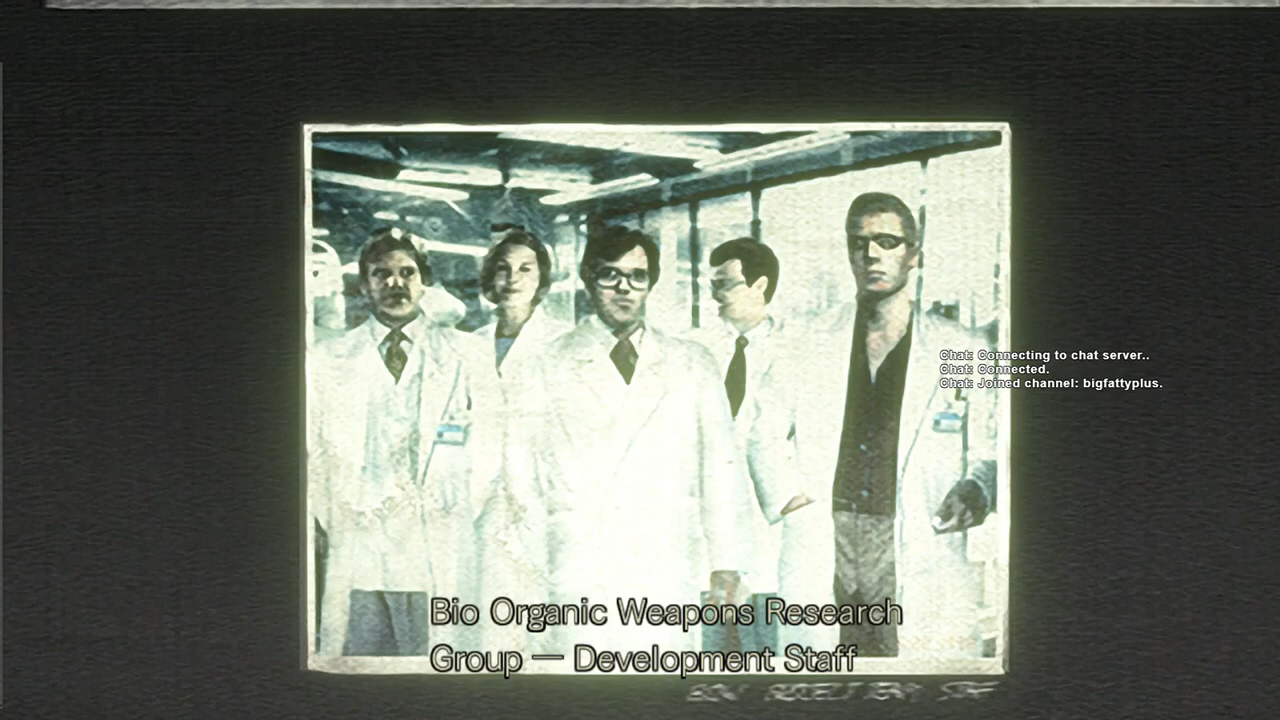 Chat: Connecting to chat server..
Chat: Connected.
Chat: Joined channel: bigfattyplus.
Bio Organic Weapons Research
Group — Development Staff